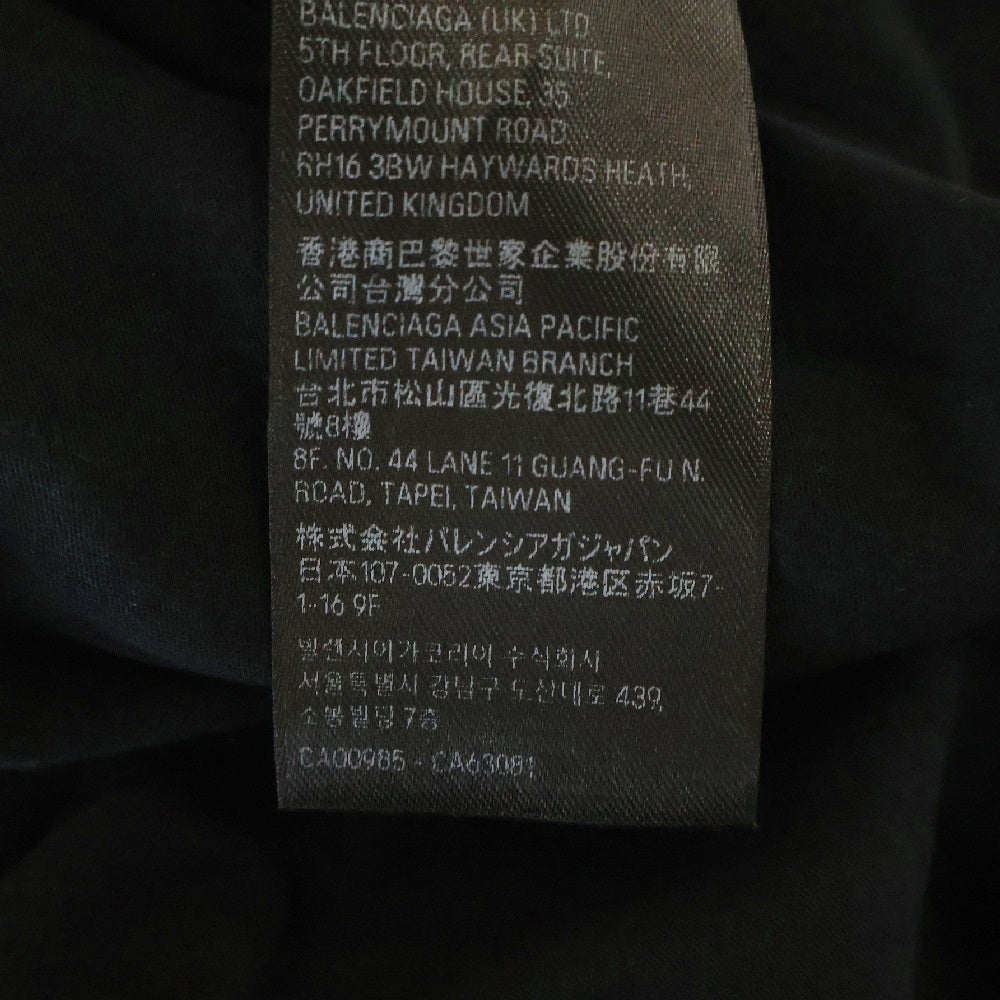 BALENCIAGA (UK) LTD
5TH FLOOR, REAR SUITE,
OAKFIELD HOUSE, 35
PERRYMOUNT ROAD
RH16 3BW HAYWARDS HEATH,
UNITED KINGDOM
香港商巴黎世家企業股份有限
公司台灣分公司
BALENCIAGA ASIA PACIFIC
LIMITED TAIWAN BRANCH
台北市松山區光復北路11巷44
號8樓
8F. NO. 44 LANE 11 GUANG-FU N.
ROAD, TAPEI, TAIWAN
株式会社バレンシアガジャパン
日本107-0052東京都港区赤坂7-
1-16 9F
발렌시아가코리아 주식회사
서울특별시 강남구 도산대로 439,
소봉빌딩 7층
CA00985 - CA63081